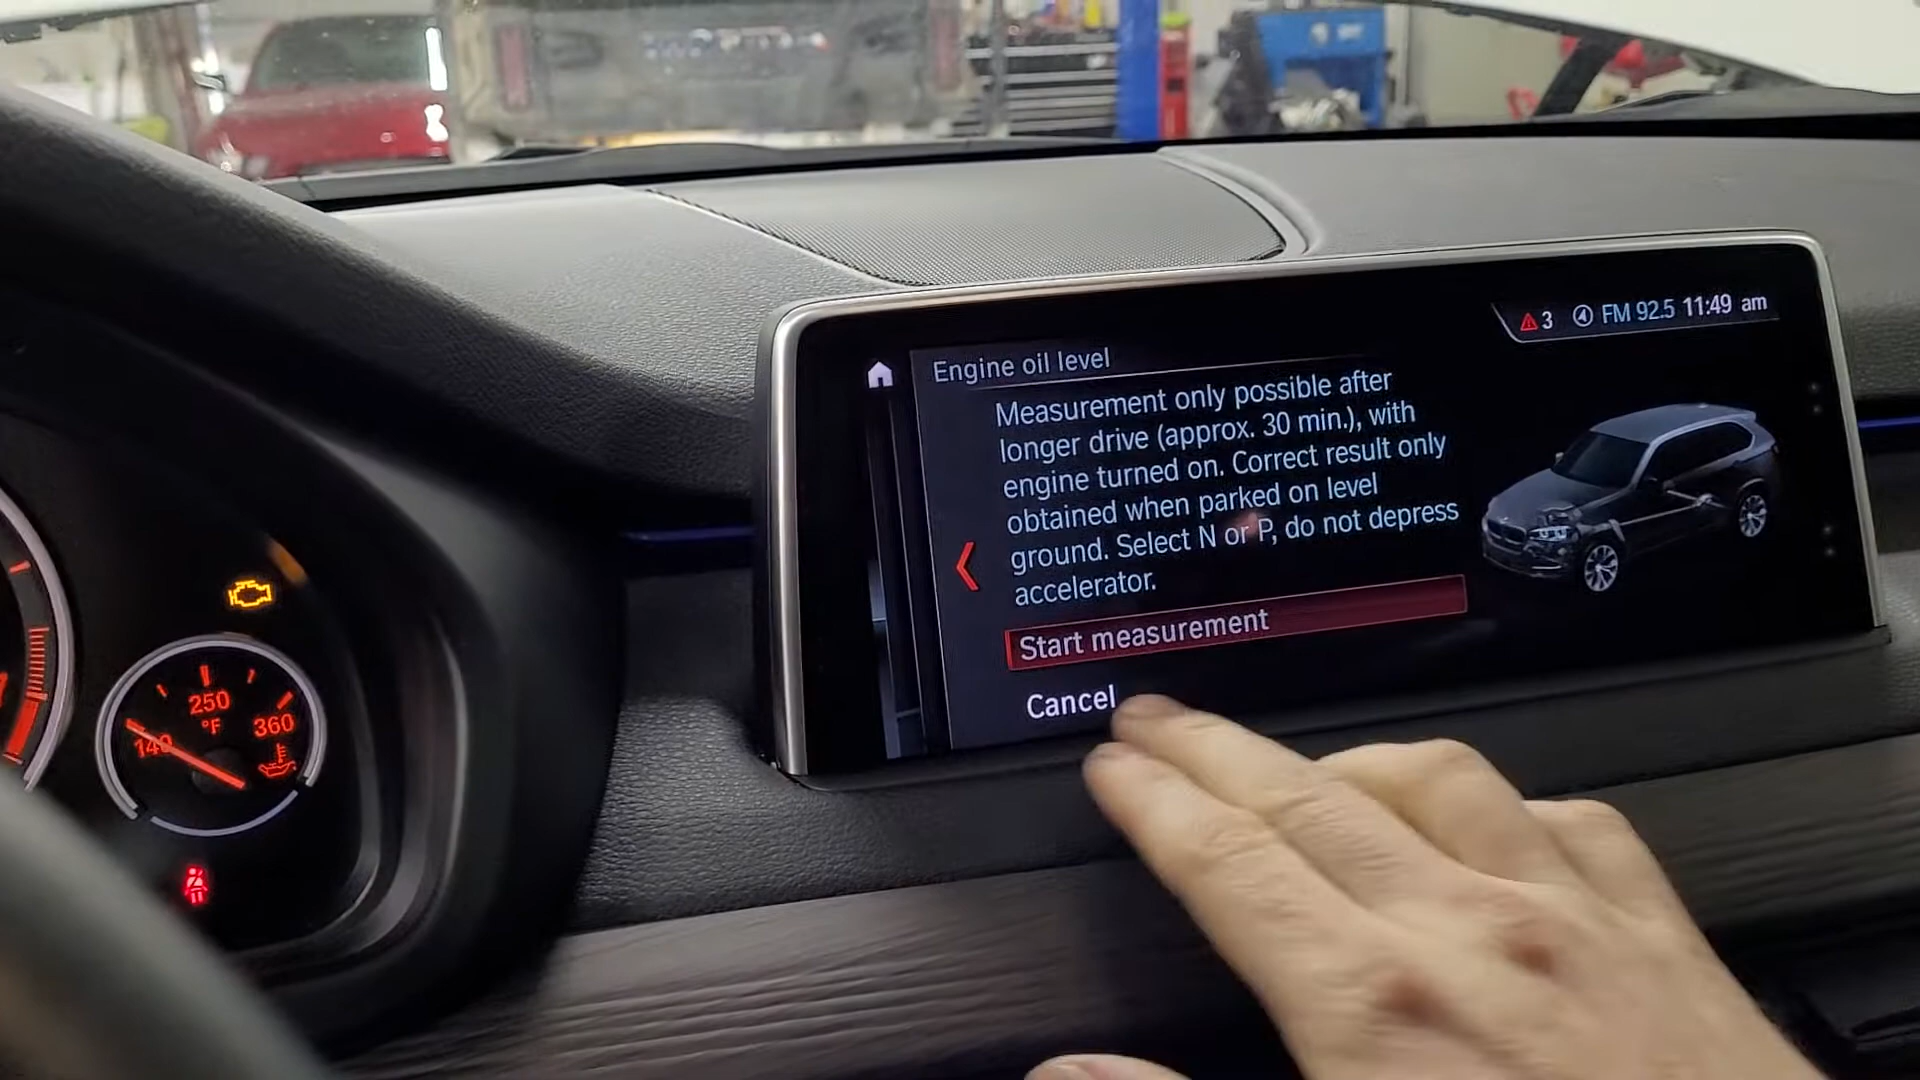 3 FM 92.5 11:49 am
Engine oil level
Measurement only possible after
longer drive (approx. 30 min.), with
engine turned on. Correct result only
obtained when parked on level
ground. Select N or P, do not depress
accelerator.
Start measurement
Cancel
250
°F
140
360